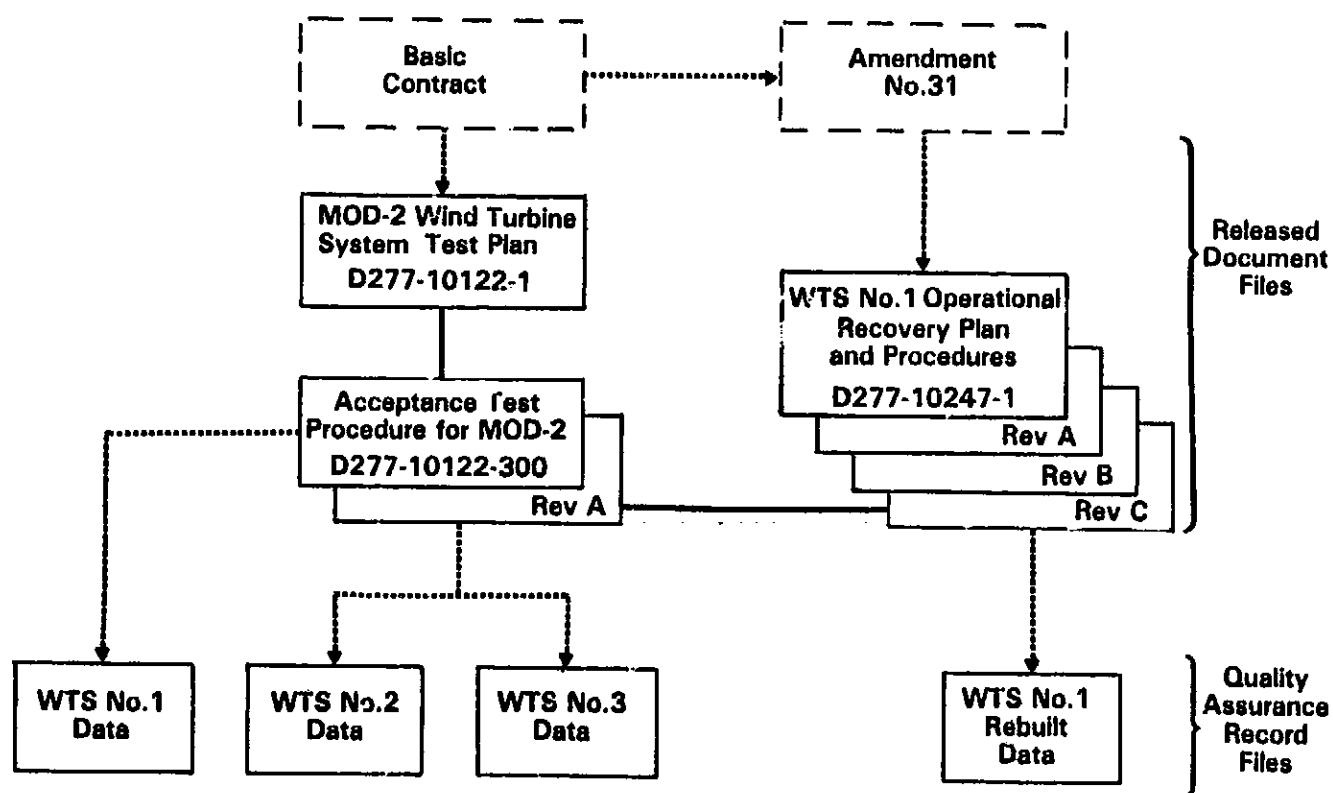 Basic
Contract
Amendment
No.31
MOD-2 Wind Turbine
System Test Plan
D277-10122-1
WTS No.1 Operational
Recovery Plan
and Procedures
D277-10247-1
Rev A
Rev B
Rev C
Released
Document
Files
Acceptance Test
Procedure for MOD-2
D277-10122-300
Rev A
WTS No.1
Data
WTS No.2
Data
WTS No.3
Data
WTS No.1
Rebuilt
Data
Quality
Assurance
Record
Files